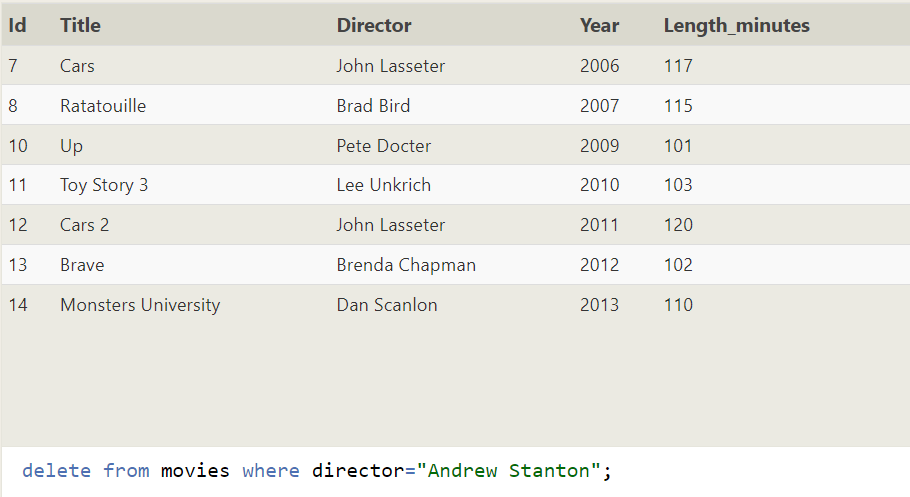 Id Title Director Year Length_minutes
7 Cars John Lasseter 2006 117
8 Ratatouille Brad Bird 2007 115
10 Up Pete Docter 2009 101
11 Toy Story 3 Lee Unkrich 2010 103
12 Cars 2 John Lasseter 2011 120
13 Brave Brenda Chapman 2012 102
14 Monsters University Dan Scanlon 2013 110
delete from movies where director="Andrew Stanton";